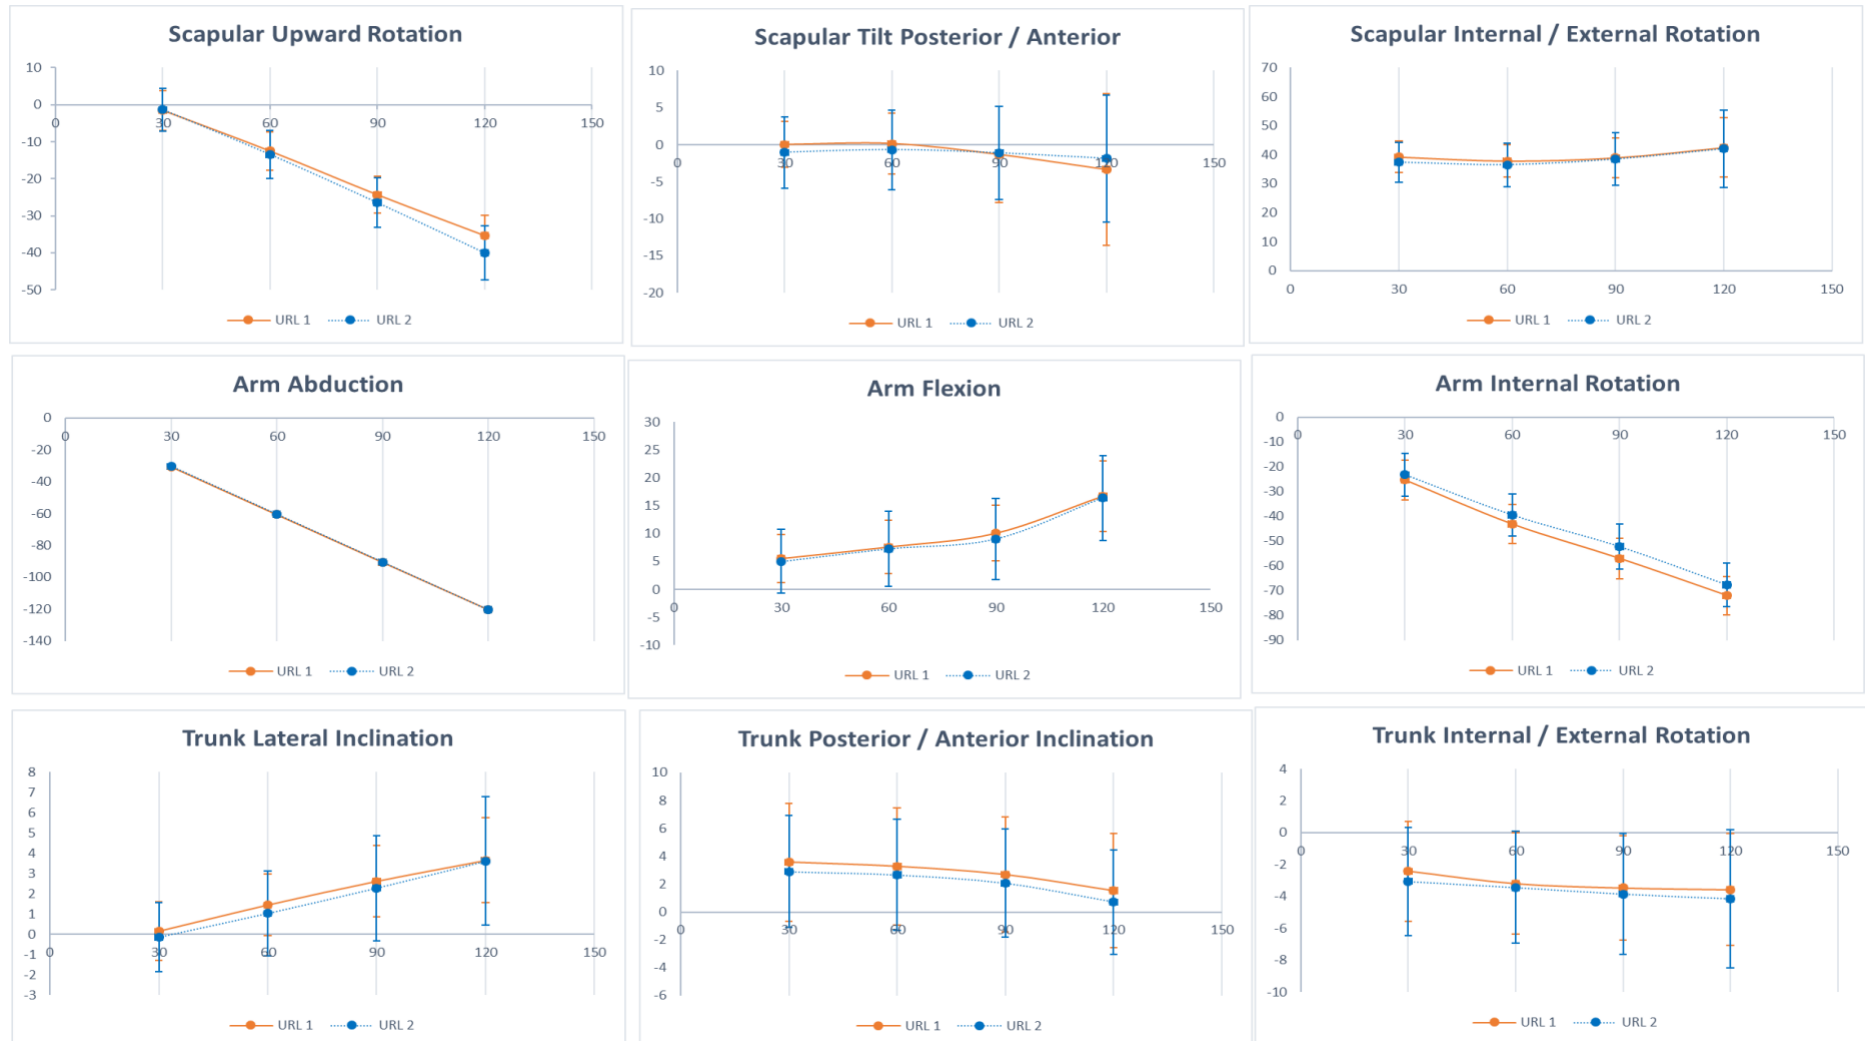 Scapular Upward Rotation
10
0
-10
-20
-30
-40
-50
0 30 60 90 120 150
URL 1 URL 2
Scapular Tilt Posterior / Anterior
10
5
0
-5
-10
-15
-20
0 30 60 90 120 150
URL 1 URL 2
Scapular Internal / External Rotation
70
60
50
40
30
20
10
0
0 30 60 90 120 150
URL 1 URL 2
Arm Abduction
0
-20
-40
-60
-80
-100
-120
-140
0 30 60 90 120 150
URL 1 URL 2
Arm Flexion
30
25
20
15
10
5
0
-5
-10
0 30 60 90 120 150
URL 1 URL 2
Arm Internal Rotation
0
-10
-20
-30
-40
-50
-60
-70
-80
-90
0 30 60 90 120 150
URL 1 URL 2
Trunk Lateral Inclination
8
7
6
5
4
3
2
1
0
-1
-2
-3
0 30 60 90 120 150
URL 1 URL 2
Trunk Posterior / Anterior Inclination
10
8
6
4
2
0
-2
-4
-6
0 30 60 90 120 150
URL 1 URL 2
Trunk Internal / External Rotation
4
2
0
-2
-4
-6
-8
-10
0 30 60 90 120 150
URL 1 URL 2